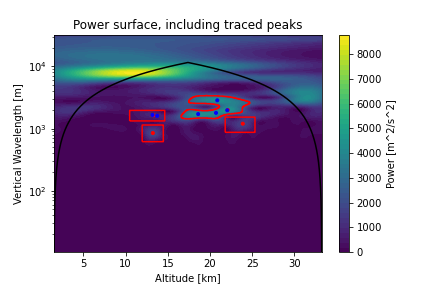 Power surface, including traced peaks
Vertical Wavelength [m]
10^4
10^3
10^2
5 10 15 20 25 30
Altitude [km]
8000
7000
6000
5000
4000
3000
2000
1000
0
Power [m^2/s^2]